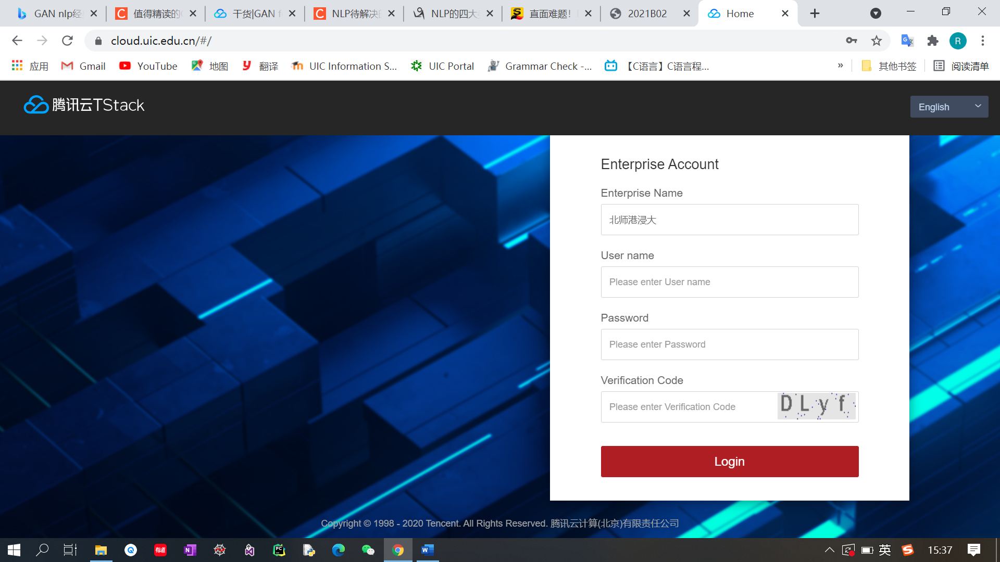 GAN nlp经
值得精读的
干货|GAN f
NLP待解决
NLP的四大
直面难题！
2021B02
Home
cloud.uic.edu.cn/#/
R
应用
Gmail
YouTube
地图
翻译
UIC Information S...
UIC Portal
Grammar Check -...
【C语言】C语言程...
»
其他书签
阅读清单
腾讯云TStack
English
Enterprise Account
Enterprise Name
北师港浸大
User name
Please enter User name
Password
Please enter Password
Verification Code
Please enter Verification Code
DLyf
Login
Copyright © 1998 - 2020 Tencent. All Rights Reserved. 腾讯云计算(北京)有限责任公司
有道
英
15:37